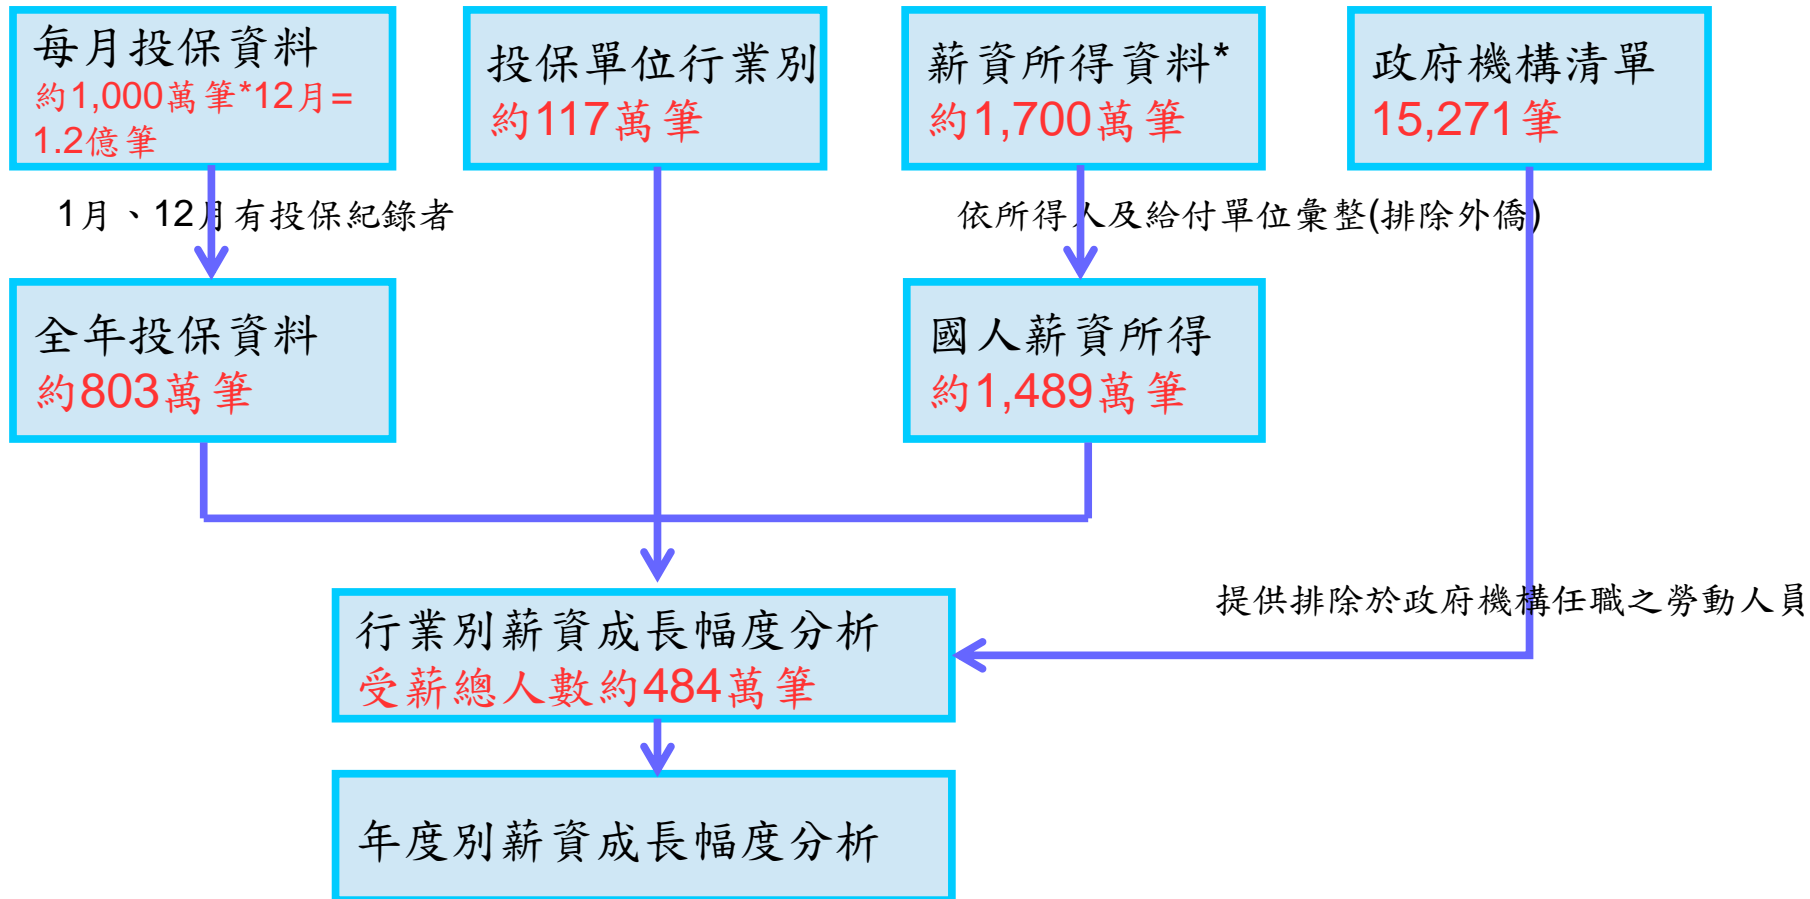 每月投保資料
約1,000萬筆*12月=
1.2億筆
投保單位行業別
約117萬筆
薪資所得資料*
約1,700萬筆
政府機構清單
15,271筆
1月、12月有投保紀錄者
依所得人及給付單位彙整(排除外僑)
全年投保資料
約803萬筆
國人薪資所得
約1,489萬筆
提供排除於政府機構任職之勞動人員
行業別薪資成長幅度分析
受薪總人數約484萬筆
年度別薪資成長幅度分析